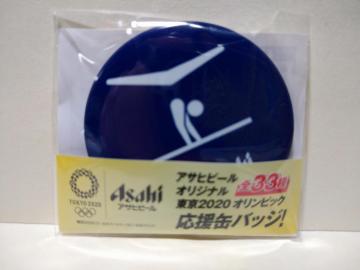 アサヒビール
オリジナル 全33種
東京2020 オリンピック
応援缶バッジ!
TOKYO 2020
Asahi
アサヒビール